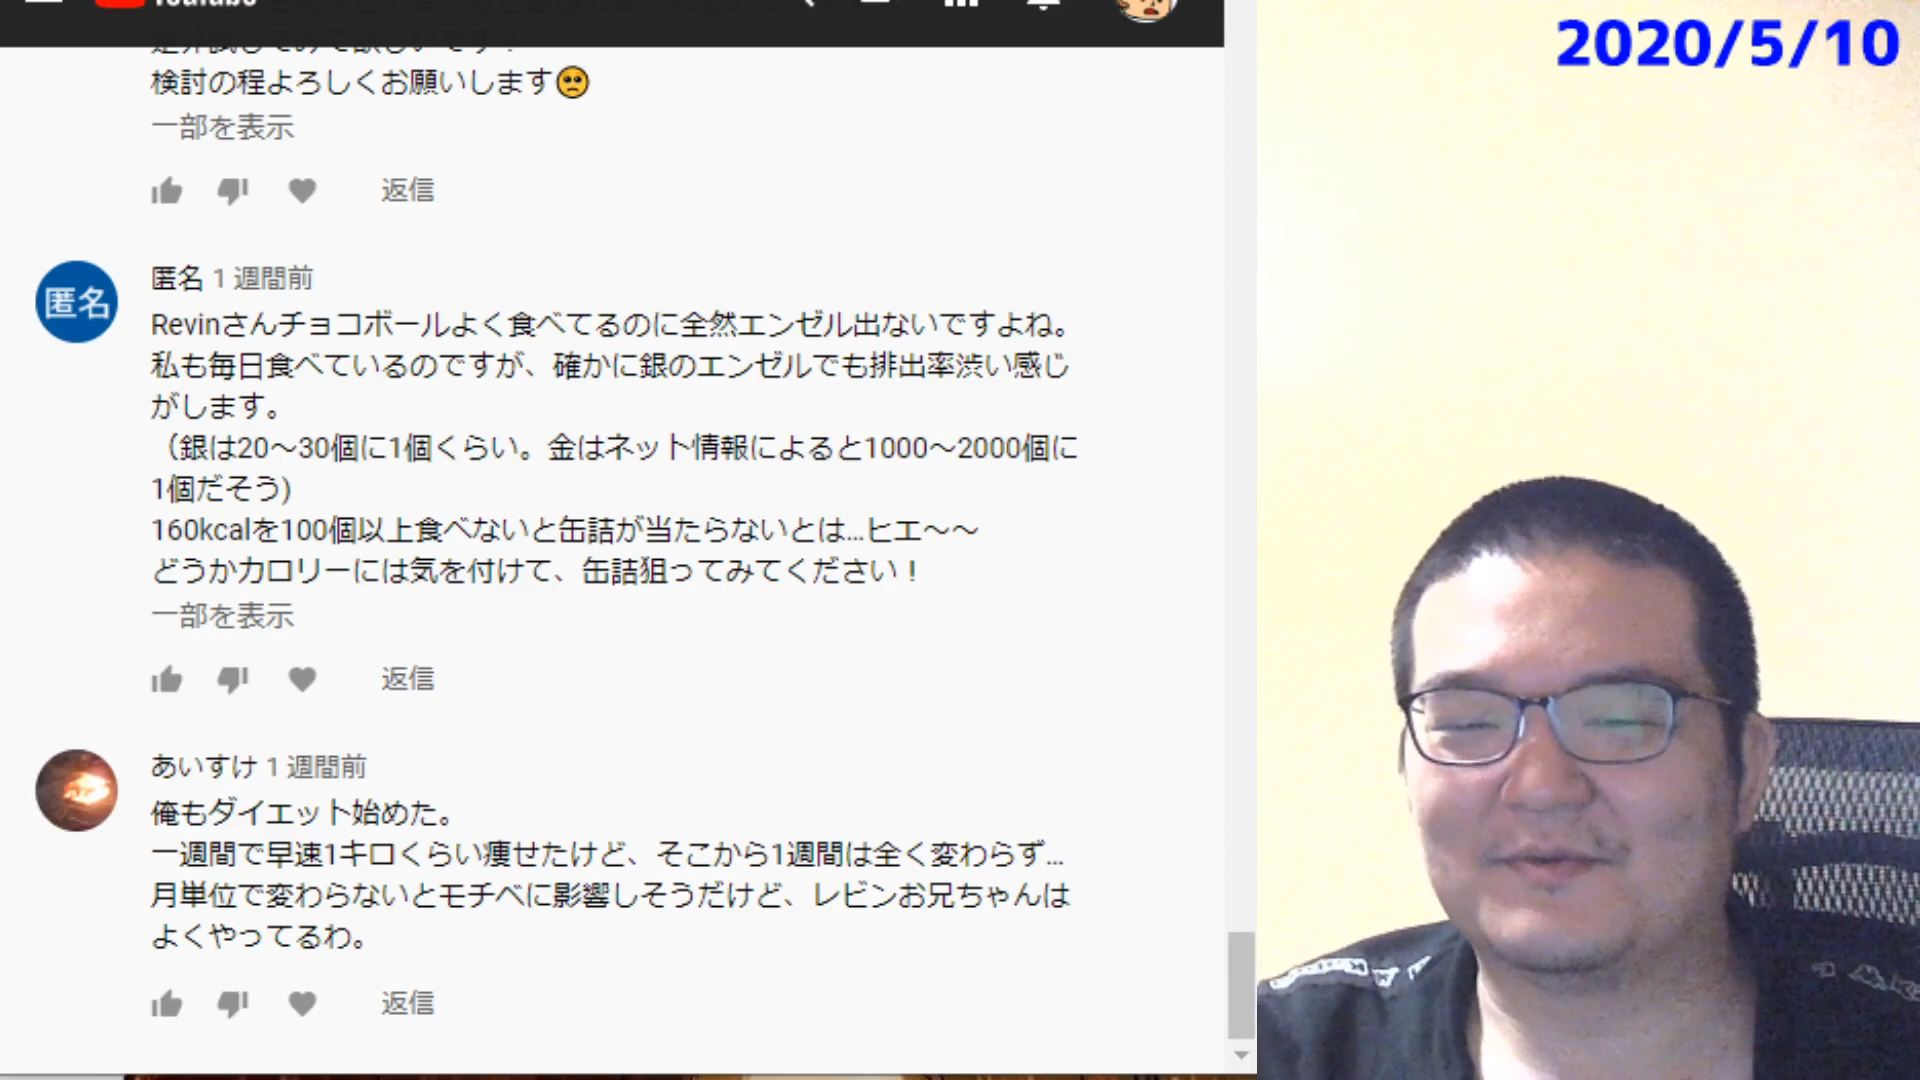 YouTube
2020/5/10
是非試してみて欲しいです！
検討の程よろしくお願いします🥺
一部を表示
返信
匿名
匿名 1 週間前
Revinさんチョコボールよく食べてるのに全然エンゼル出ないですよね。
私も毎日食べているのですが、確かに銀のエンゼルでも排出率渋い感じ
がします。
（銀は20〜30個に1個くらい。金はネット情報によると1000〜2000個に
1個だそう)
160kcalを100個以上食べないと缶詰が当たらないとは...ヒエ〜〜
どうかカロリーには気を付けて、缶詰狙ってみてください！
一部を表示
返信
あいすけ 1 週間前
俺もダイエット始めた。
一週間で早速1キロくらい痩せたけど、そこから1週間は全く変わらず...
月単位で変わらないとモチベに影響しそうだけど、レビンお兄ちゃんは
よくやってるわ。
返信